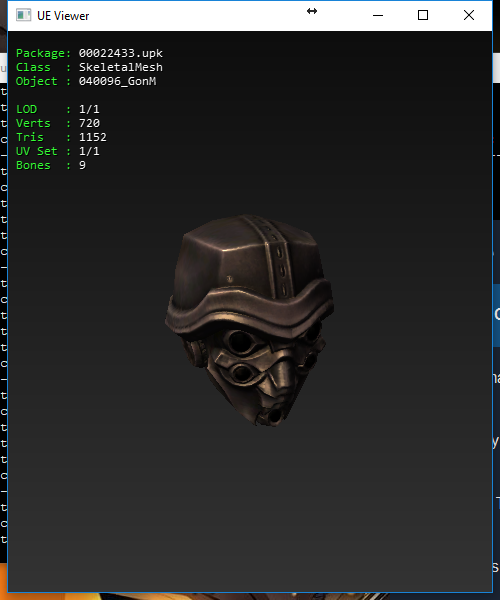 UE Viewer
Package: 00022433.upk
Class : SkeletalMesh
Object : 040096_GonM
LOD : 1/1
Verts : 720
Tris : 1152
UV Set : 1/1
Bones : 9